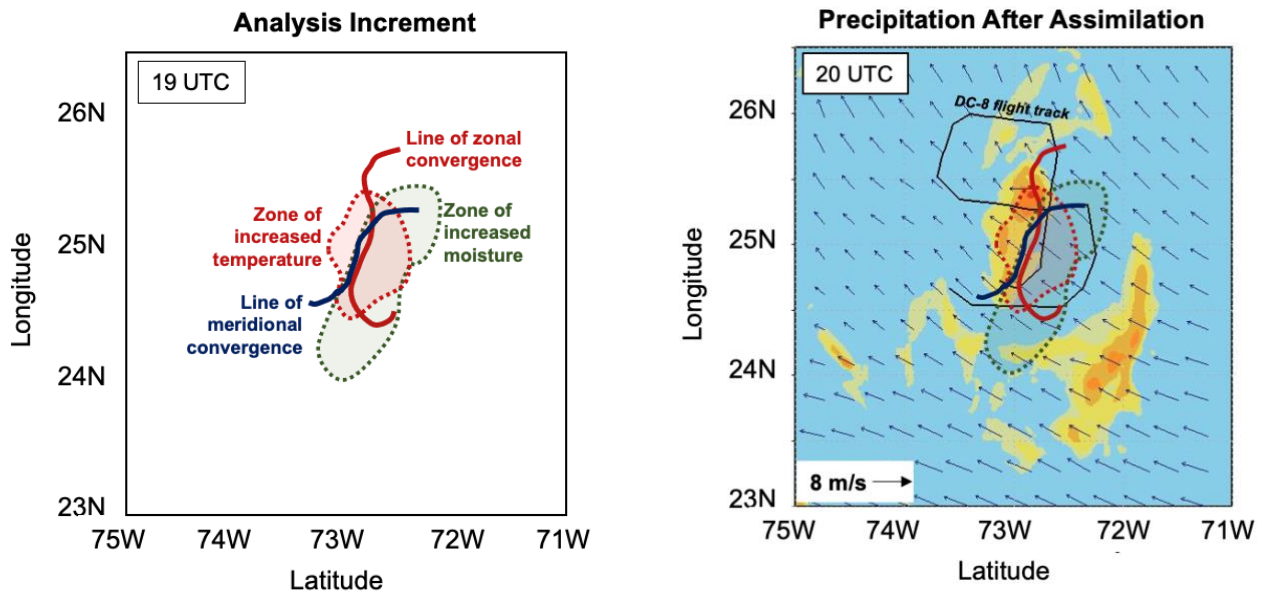 Analysis Increment
19 UTC
26N
25N
24N
23N
Longitude
Line of zonal
convergence
Zone of
increased
temperature
Zone of
increased
moisture
Line of
meridional
convergence
75W
74W
73W
72W
71W
Latitude
Precipitation After Assimilation
20 UTC
DC-8 flight track
26N
25N
24N
23N
Longitude
8 m/s
75W
74W
73W
72W
71W
Latitude